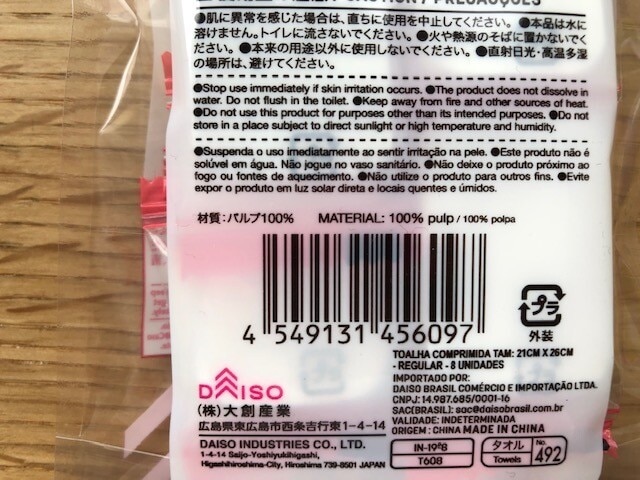 CAUTION / PRECAUÇÕES
●肌に異常を感じた場合は、直ちに使用を中止してください。●本品は水に
溶けません。トイレに流さないでください。●火や熱源のそばに置かないでく
ださい。●本来の用途以外に使用しないでください。●直射日光・高温多湿
の場所は、避けてください。
●Stop use immediately if skin irritation occurs. ●The product does not dissolve in
water. Do not flush in the toilet. ●Keep away from fire and other sources of heat.
●Do not use this product for purposes other than its intended purposes. ●Do not
store in a place subject to direct sunlight or high temperature and humidity.
●Suspenda o uso imediatamente ao sentir irritação na pele. ●Este produto não é
solúvel em água. Não jogue no vaso sanitário. ●Não deixe o produto próximo ao
fogo ou fontes de aquecimento. ●Não utilize o produto para outros fins. ●Evite
expor o produto em luz solar direta e locais quentes e úmidos.
材質:パルプ100% MATERIAL: 100% pulp / 100% polpa
4 549131 456097
プラ
外装
TOALHA COMPRIMIDA TAM: 21CM X 26CM
- REGULAR - 8 UNIDADES
IMPORTADO POR:
DAISO BRASIL COMÉRCIO E IMPORTAÇÃO LTDA.
CNPJ: 14.987.685/0001-16
SAC(BRASIL): sac@daisobrasil.com.br
VALIDADE: INDETERMINADA
ORIGEM : CHINA MADE IN CHINA
DAISO
(株)大創産業
広島県東広島市西条吉行東1-4-14
DAISO INDUSTRIES CO., LTD.
1-4-14 Saijo-Yoshiyukihigashi,
Higashihiroshima-City, Hiroshima 739-8501 JAPAN
IN-19º8
T608
タオル
Towels
No.
492